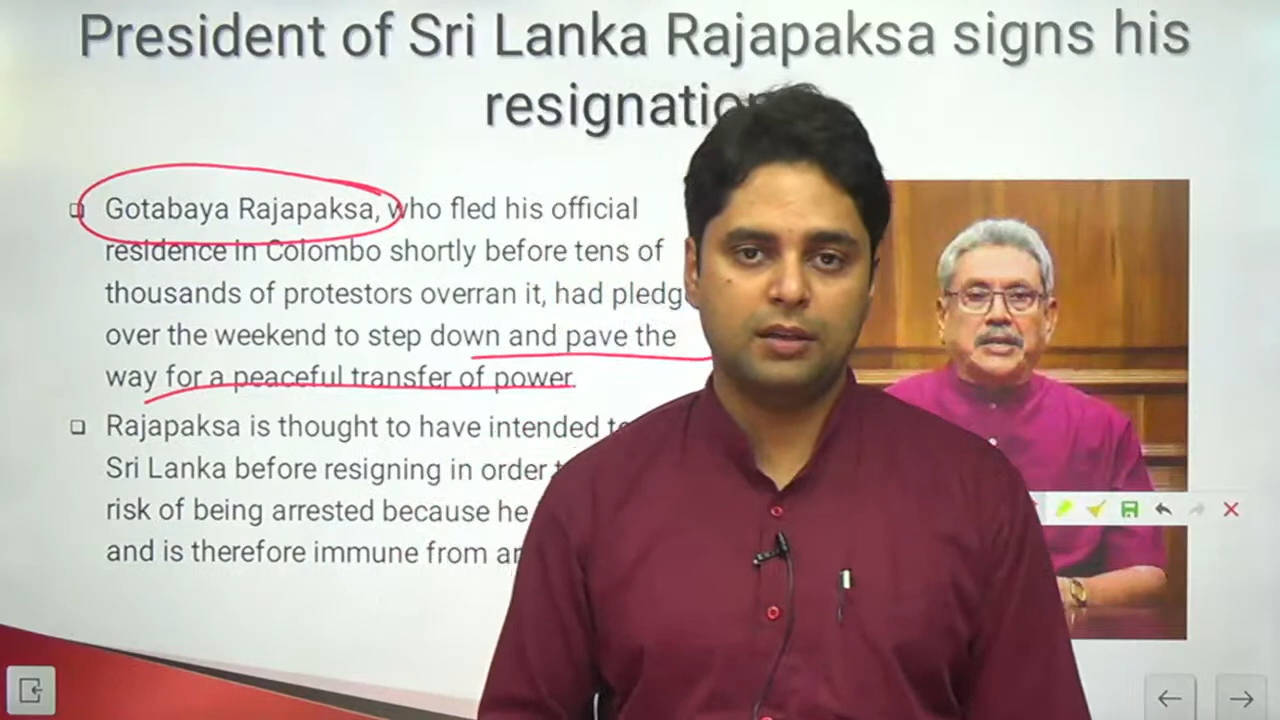 President of Sri Lanka Rajapaksa signs his
Gotabaya Rajapaksa, who fled his official
residence in Colombo shortly before tens of
thousands of protestors overran it, had
over the weekend to step down and pave the
way for a peaceful transfer of power.
Rajapaksa is thought to have intended
Sri Lanka before resigning in order
risk of being arrested because he
and is therefore immune from